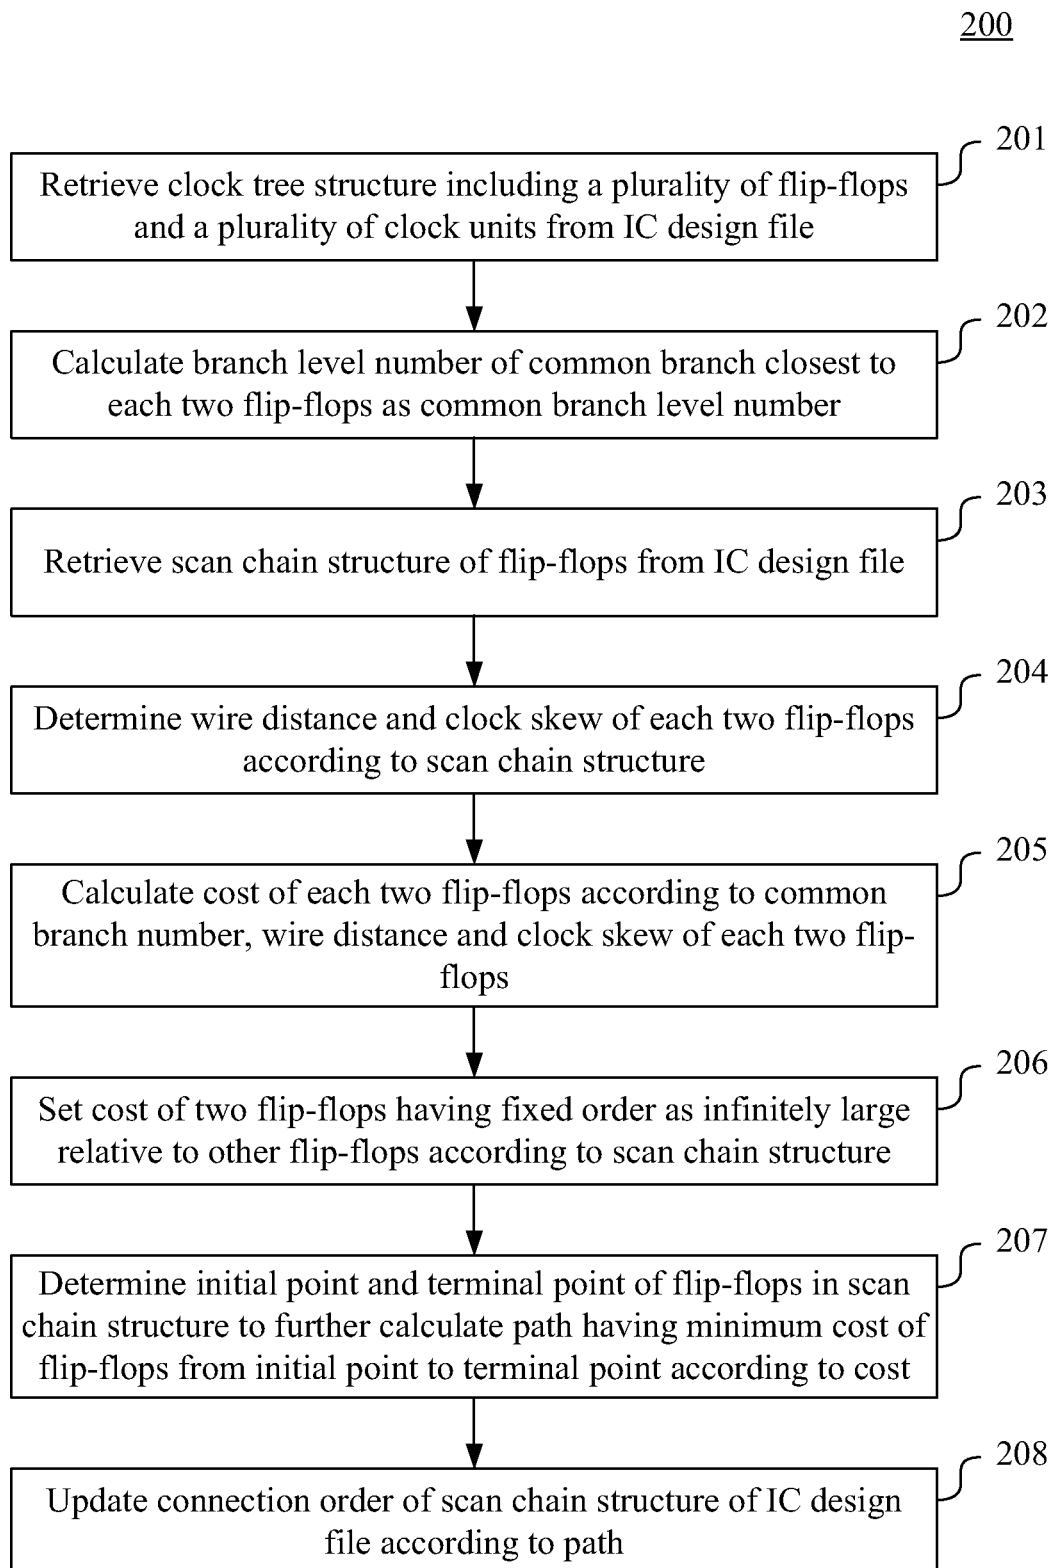 200
201
Retrieve clock tree structure including a plurality of flip-flops
and a plurality of clock units from IC design file
202
Calculate branch level number of common branch closest to
each two flip-flops as common branch level number
203
Retrieve scan chain structure of flip-flops from IC design file
204
Determine wire distance and clock skew of each two flip-flops
according to scan chain structure
205
Calculate cost of each two flip-flops according to common
branch number, wire distance and clock skew of each two flip-
flops
206
Set cost of two flip-flops having fixed order as infinitely large
relative to other flip-flops according to scan chain structure
207
Determine initial point and terminal point of flip-flops in scan
chain structure to further calculate path having minimum cost of
flip-flops from initial point to terminal point according to cost
208
Update connection order of scan chain structure of IC design
file according to path